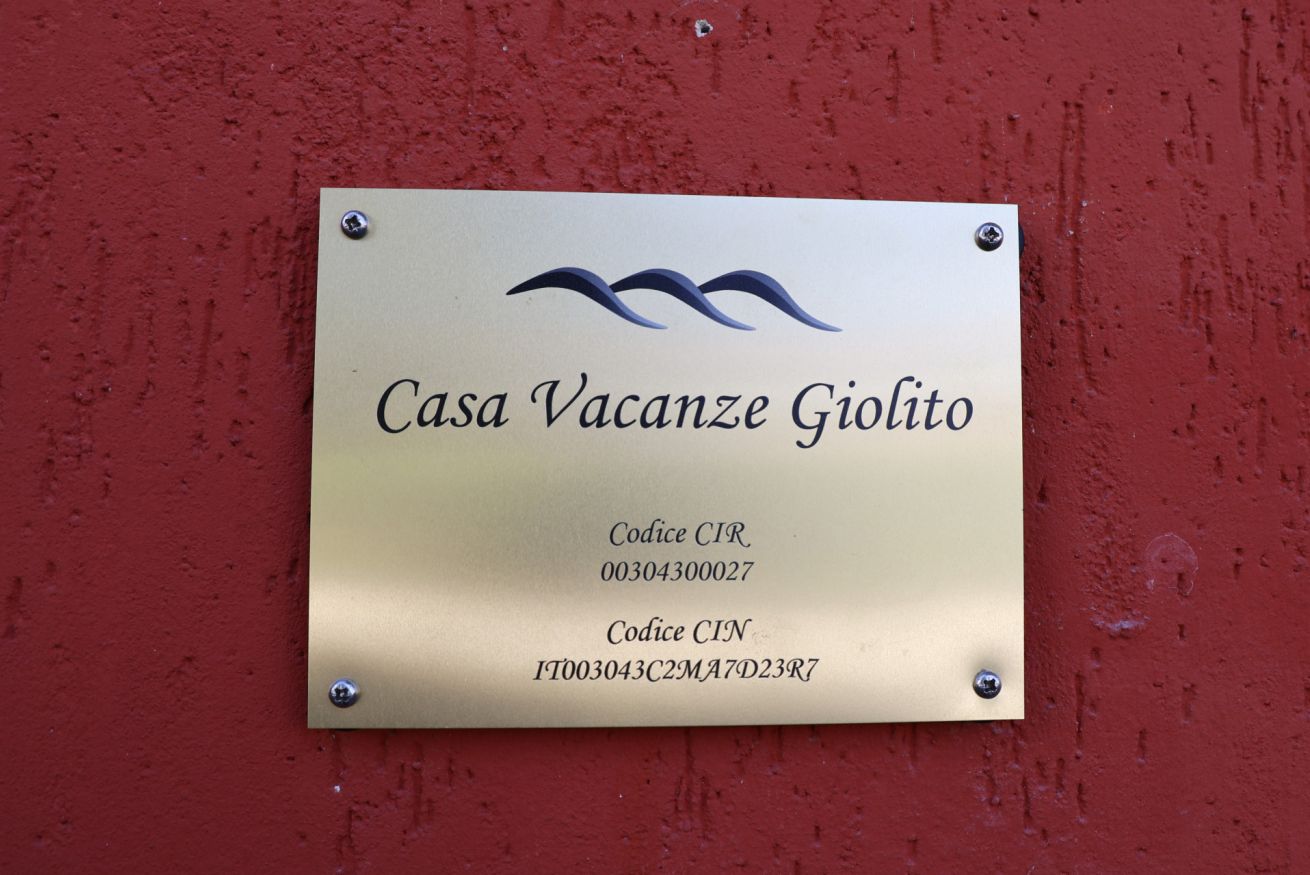 Casa Vacanze Giolito
Codice CIR
00304300027
Codice CIN
IT003043C2MA7D23R7